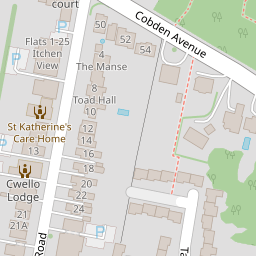 court
50
52
54
Cobden Avenue
Flats 1-25
Itchen
View
4
The Manse
8
Toad Hall
10
12
14
St Katherine's
Care Home
13
16
18
Cwello
Lodge
20
22
24
21
21A
Road
Ta
P
P
P